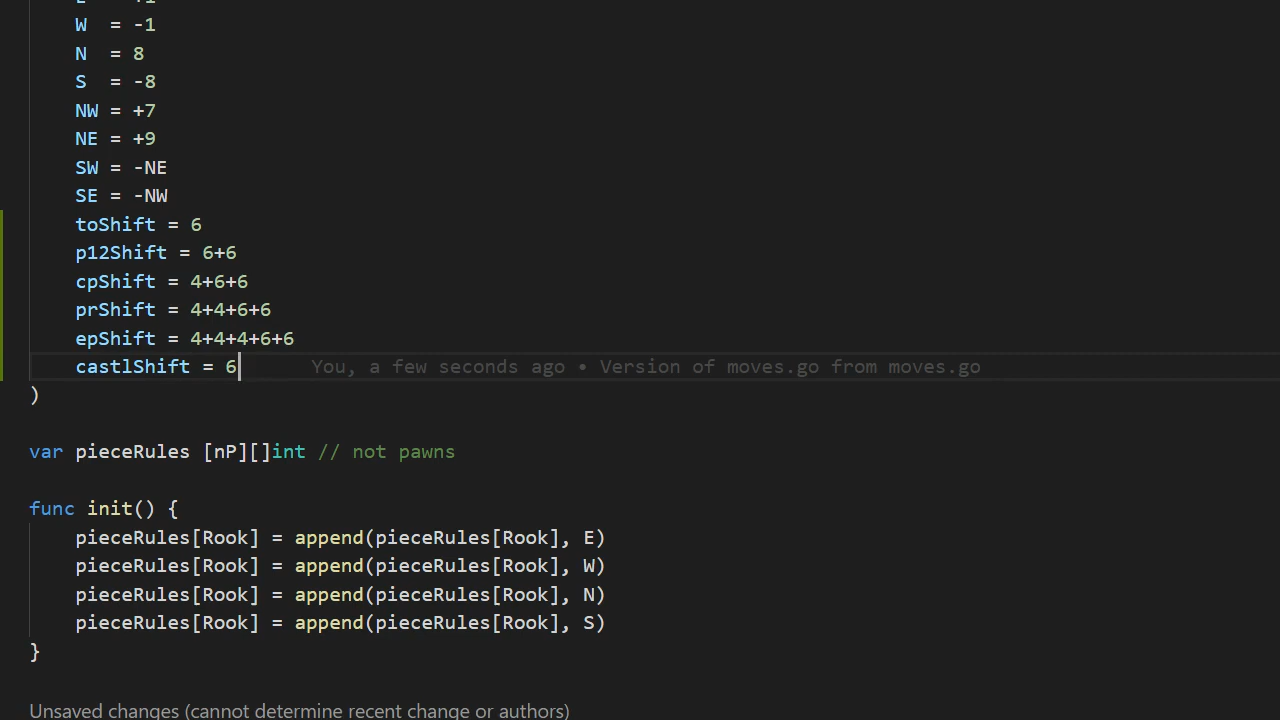 W  = -1
N  = 8
S  = -8
NW = +7
NE = +9
SW = -NE
SE = -NW
toShift = 6
p12Shift = 6+6
cpShift = 4+6+6
prShift = 4+4+6+6
epShift = 4+4+4+6+6
castlShift = 6 You, a few seconds ago • Version of moves.go from moves.go
)
var pieceRules [nP][]int // not pawns
func init() {
pieceRules[Rook] = append(pieceRules[Rook], E)
pieceRules[Rook] = append(pieceRules[Rook], W)
pieceRules[Rook] = append(pieceRules[Rook], N)
pieceRules[Rook] = append(pieceRules[Rook], S)
}
Unsaved changes (cannot determine recent change or authors)